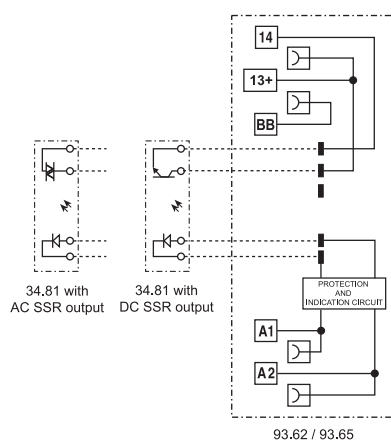 14
13+
BB
34.81 with
AC SSR output
34.81 with
DC SSR output
PROTECTION
AND
INDICATION CIRCUIT
A1
A2
93.62 / 93.65